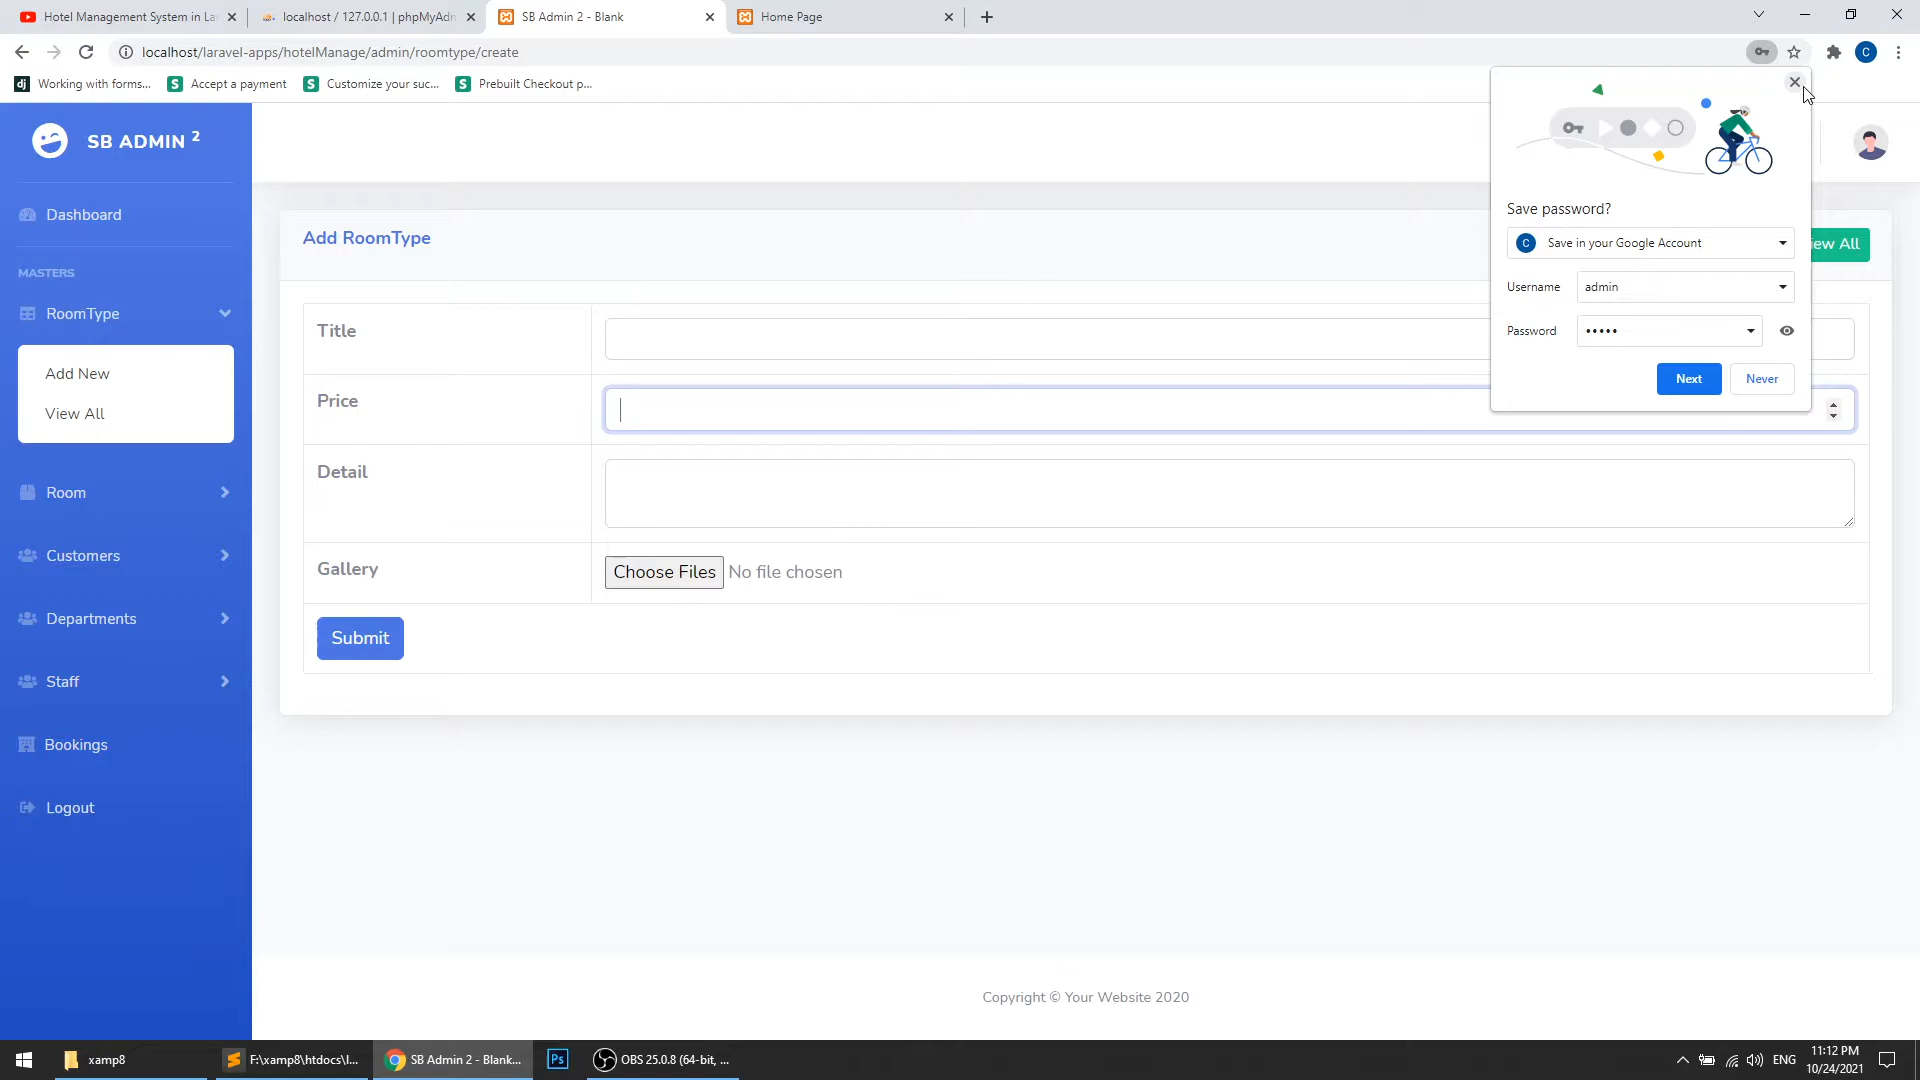 Hotel Management System in La
localhost / 127.0.0.1 | phpMyAdm
SB Admin 2 - Blank
Home Page
localhost/laravel-apps/hotelManage/admin/roomtype/create
C
dj Working with forms...
S Accept a payment
S Customize your suc...
S Prebuilt Checkout p...
SB ADMIN 2
Dashboard
MASTERS
RoomType
Add New
View All
Room
Customers
Departments
Staff
Bookings
Logout
Add RoomType
iew All
Title
Price
Detail
Gallery
Choose Files No file chosen
Submit
Save password?
C Save in your Google Account
Username admin
Password •••••
Next Never
Copyright © Your Website 2020
xamp8
F:\xamp8\htdocs\l...
SB Admin 2 - Blank...
Ps
OBS 25.0.8 (64-bit, ...
ENG
11:12 PM
10/24/2021